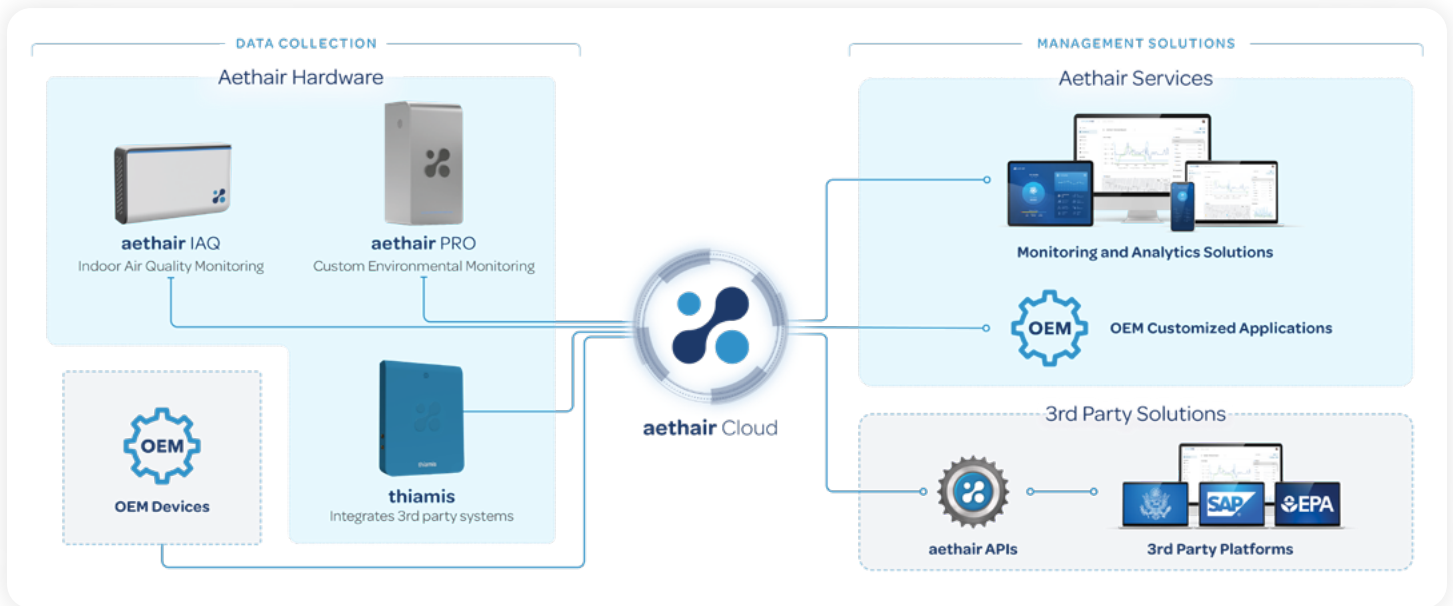 DATA COLLECTION
Aethair Hardware
aethair IAQ
Indoor Air Quality Monitoring
aethair PRO
Custom Environmental Monitoring
OEM
OEM Devices
thiamis
thiamis
Integrates 3rd party systems
aethair Cloud
MANAGEMENT SOLUTIONS
Aethair Services
Monitoring and Analytics Solutions
OEM
OEM Customized Applications
3rd Party Solutions
aethair APIs
SAP
EPA
3rd Party Platforms